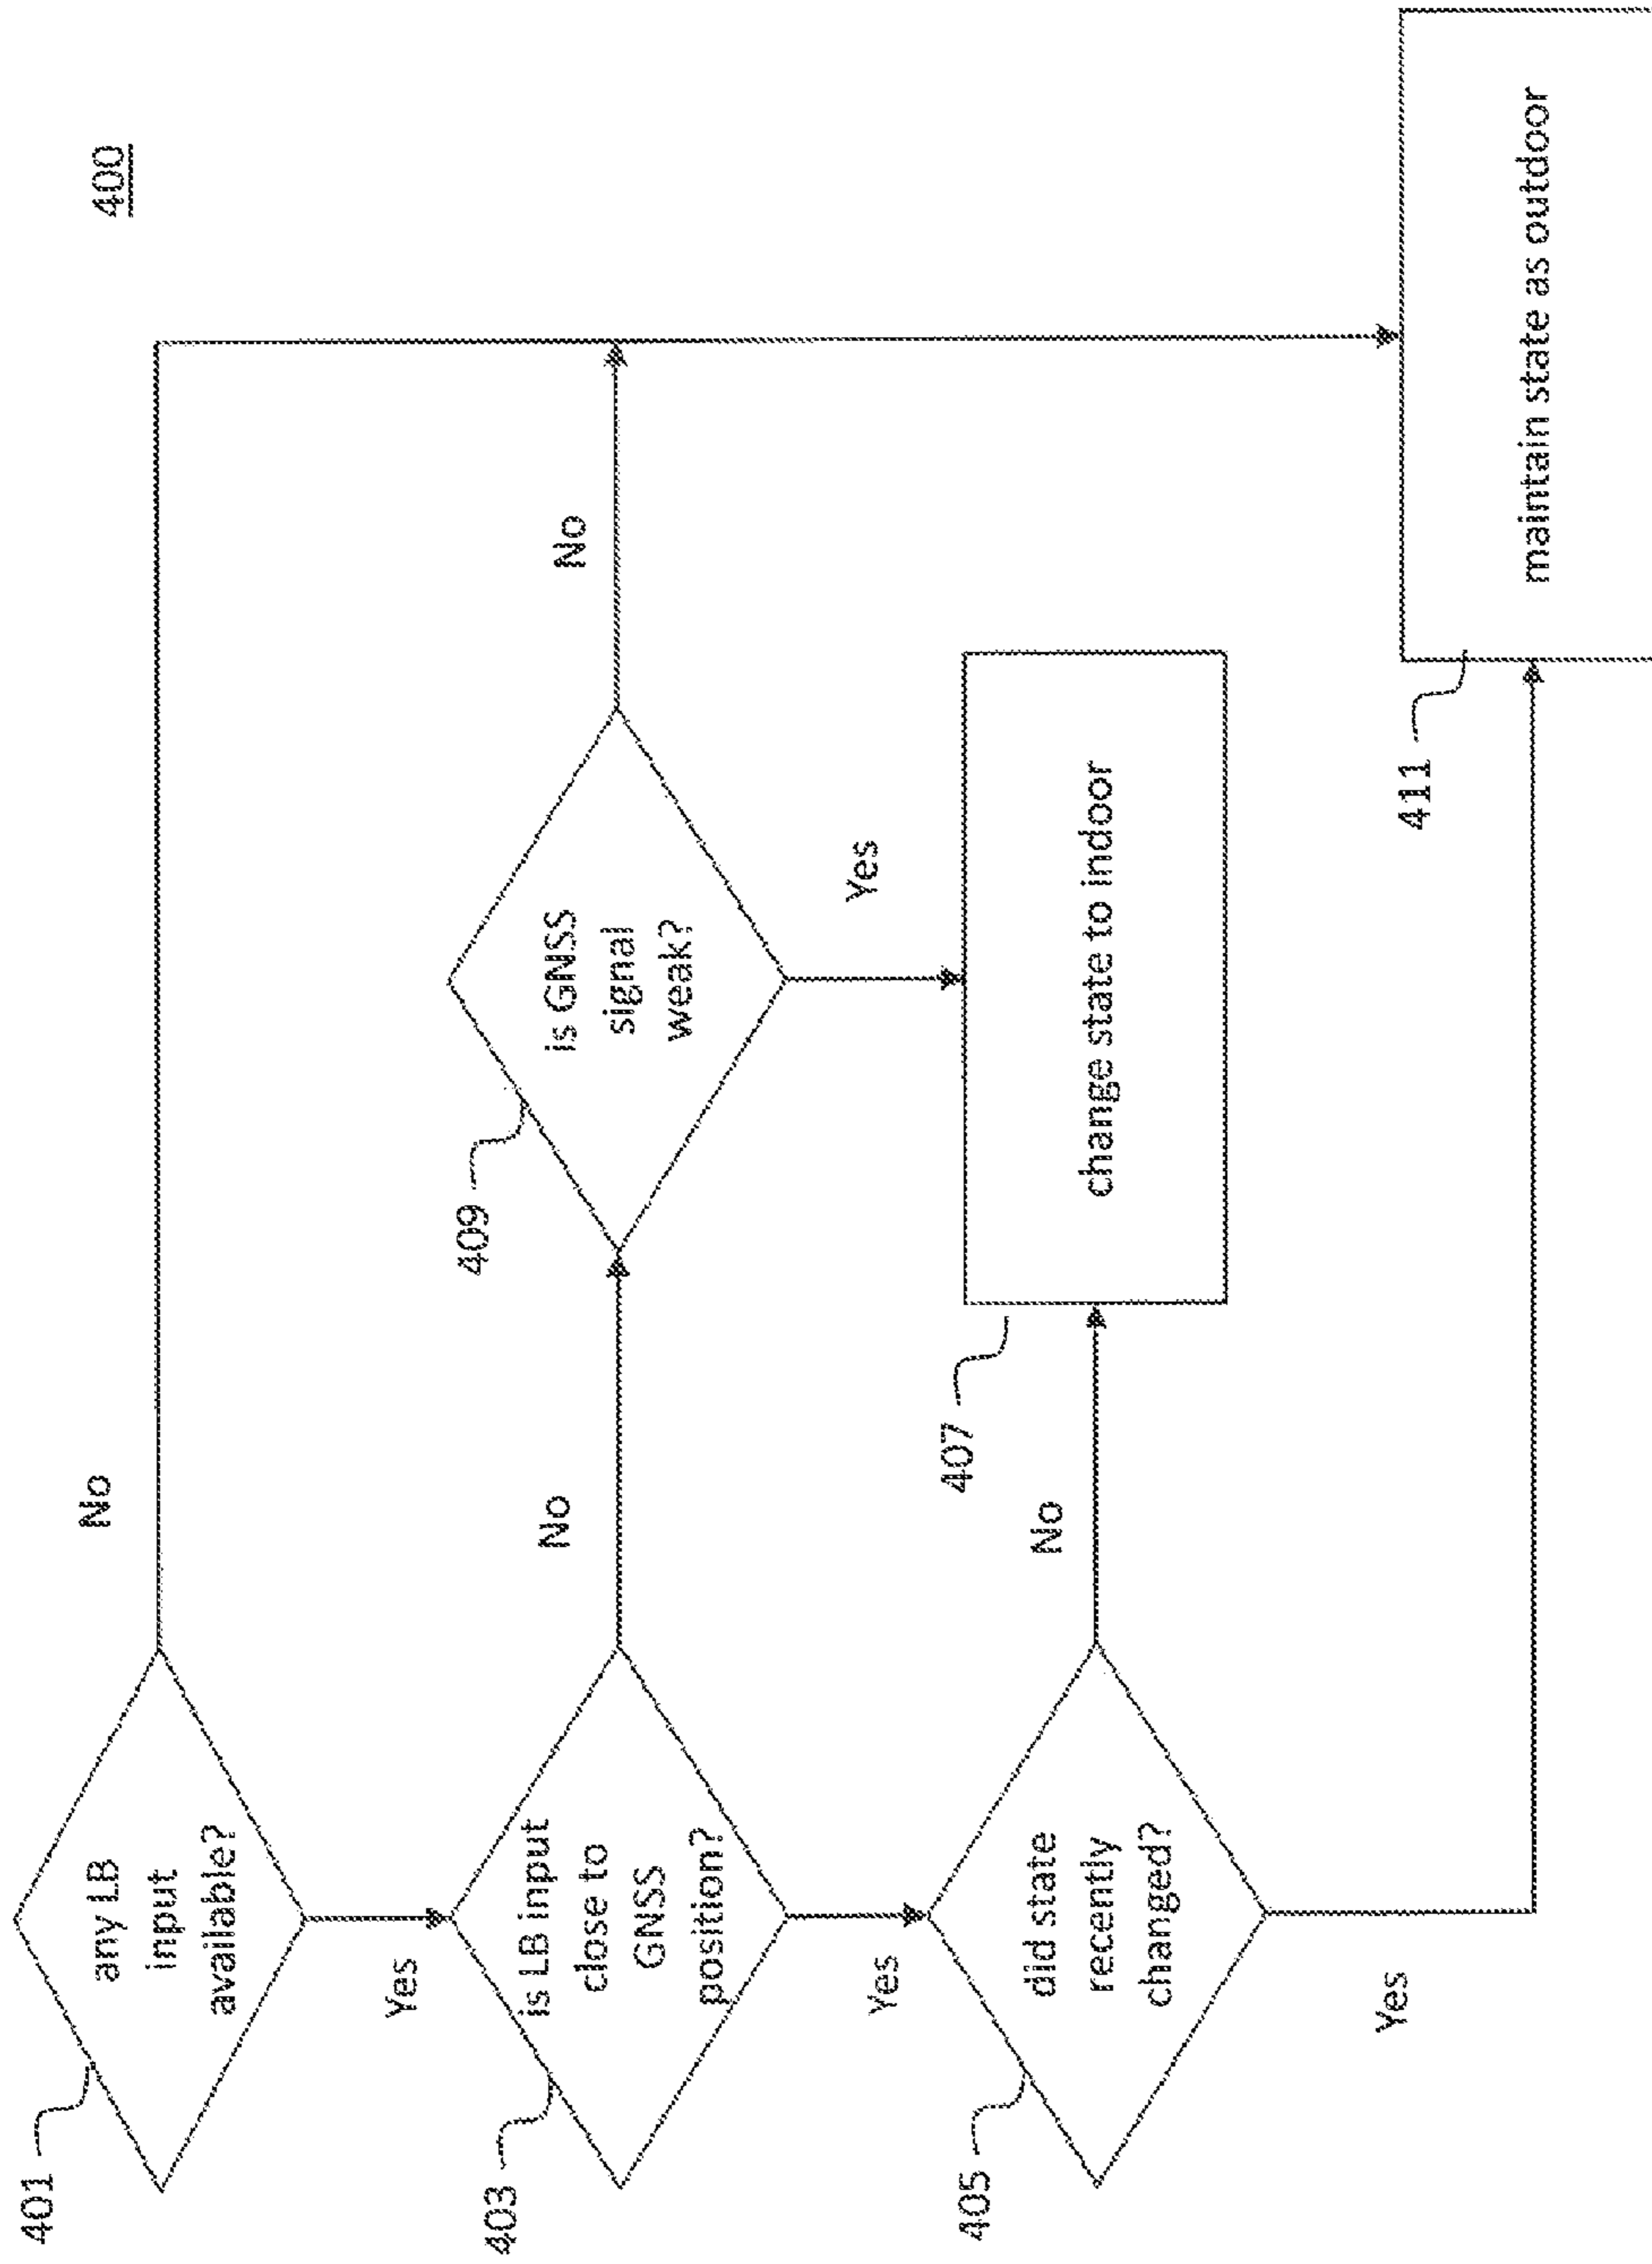 400
401
any LB
input
available?
No
Yes
403
is LB input
close to
GNSS
position?
No
409
is GNSS
signal
weak?
No
Yes
Yes
405
did state
recently
changed?
No
407
change state to indoor
Yes
411
maintain state as outdoor